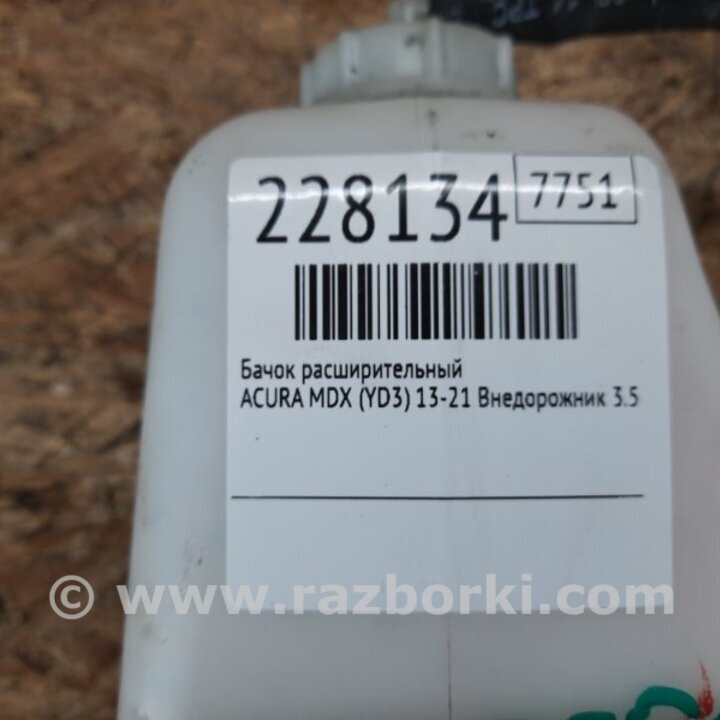 228134
7751
Бачок расширительный
ACURA MDX (YD3) 13-21 Внедорожник 3.5
© www.razborki.com